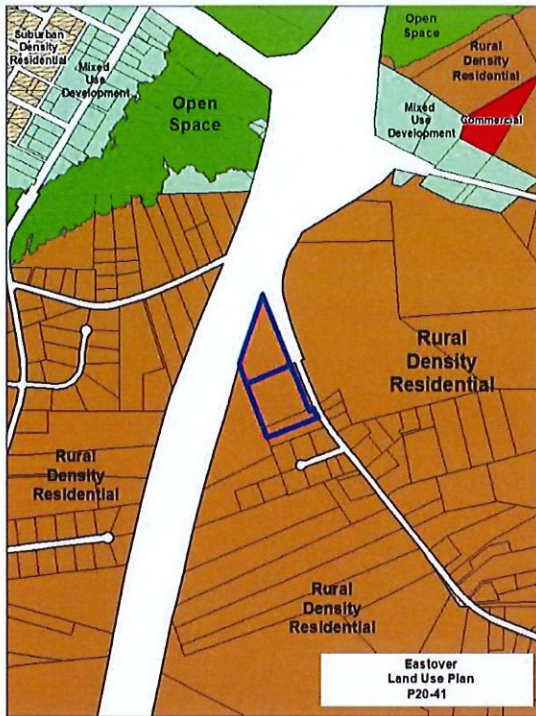 Suburban
Density
Residential
Mixed
Use
Development
Open
Space
Open
Space
Rural
Density
Residential
Mixed Use
Development
Commercial
Rural
Density
Residential
Rural
Density
Residential
Rural
Density
Residential
Eastover
Land Use Plan
P20-41